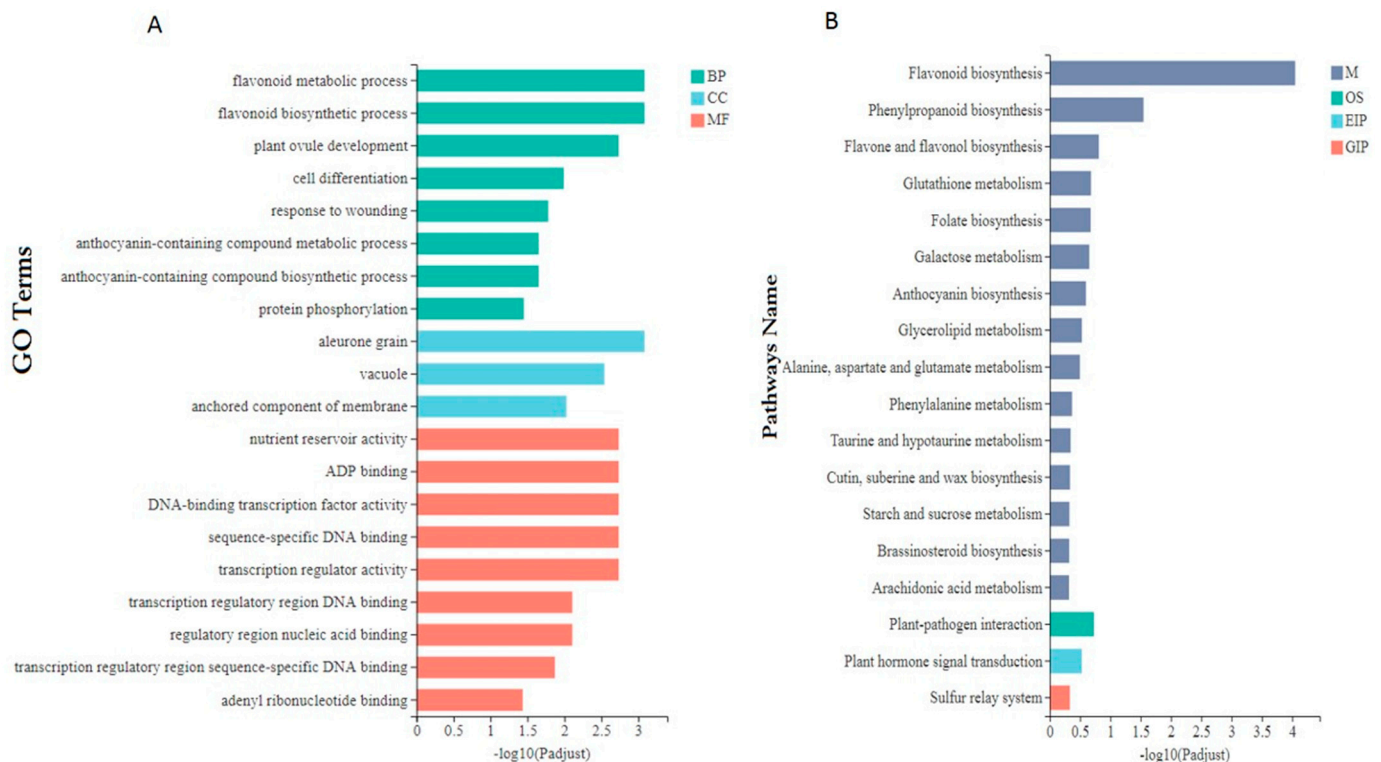 A
GO Terms
flavonoid metabolic process
flavonoid biosynthetic process
plant ovule development
cell differentiation
response to wounding
anthocyanin-containing compound metabolic process
anthocyanin-containing compound biosynthetic process
protein phosphorylation
aleurone grain
vacuole
anchored component of membrane
nutrient reservoir activity
ADP binding
DNA-binding transcription factor activity
sequence-specific DNA binding
transcription regulator activity
transcription regulatory region DNA binding
regulatory region nucleic acid binding
transcription regulatory region sequence-specific DNA binding
adenyl ribonucleotide binding
0 0.5 1 1.5 2 2.5 3
-log10(Padjust)
BP
CC
MF
B
Pathways Name
Flavonoid biosynthesis
Phenylpropanoid biosynthesis
Flavone and flavonol biosynthesis
Glutathione metabolism
Folate biosynthesis
Galactose metabolism
Anthocyanin biosynthesis
Glycerolipid metabolism
Alanine, aspartate and glutamate metabolism
Phenylalanine metabolism
Taurine and hypotaurine metabolism
Cutin, suberine and wax biosynthesis
Starch and sucrose metabolism
Brassinosteroid biosynthesis
Arachidonic acid metabolism
Plant-pathogen interaction
Plant hormone signal transduction
Sulfur relay system
0 0.5 1 1.5 2 2.5 3 3.5 4
-log10(Padjust)
M
OS
EIP
GIP